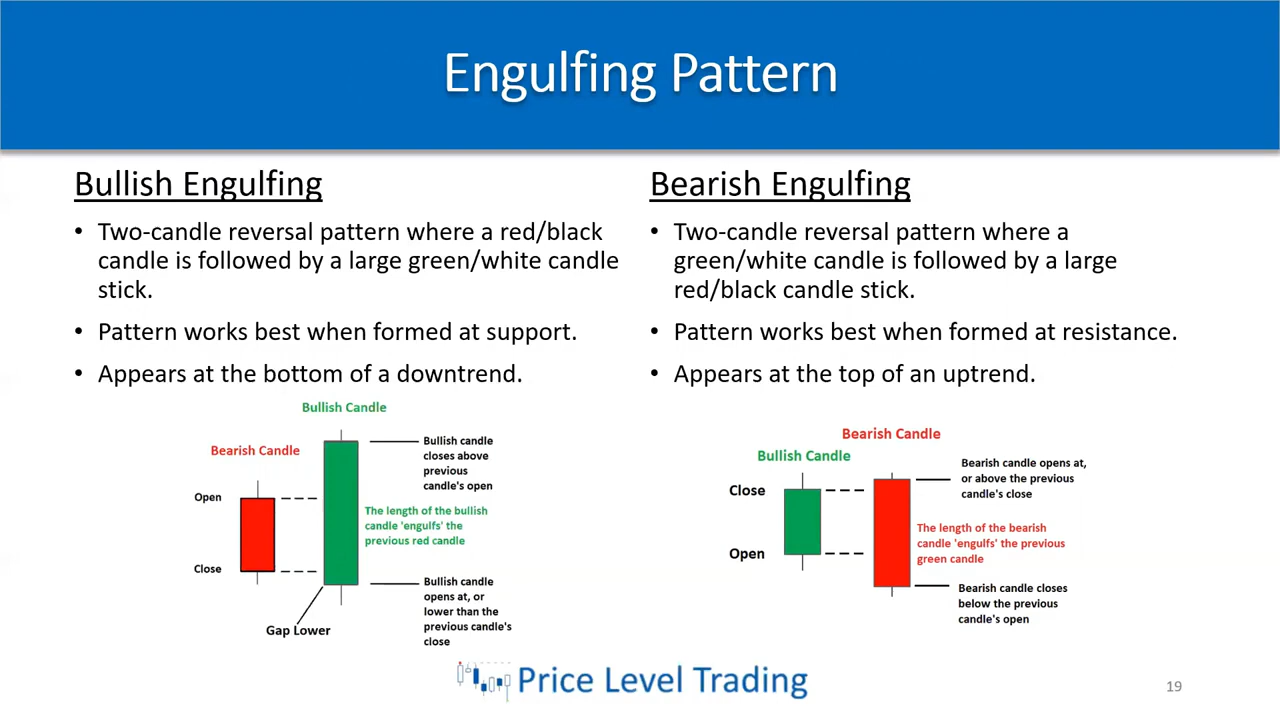 Engulfing Pattern
Bullish Engulfing
• Two-candle reversal pattern where a red/black
candle is followed by a large green/white candle
stick.
• Pattern works best when formed at support.
• Appears at the bottom of a downtrend.
Bullish Candle
Bearish Candle
Open
Close
Bullish candle
closes above
previous
candle's open
The length of the bullish
candle 'engulfs' the
previous red candle
Bullish candle
opens at, or
lower than the
previous candle's
close
Gap Lower
Bearish Engulfing
• Two-candle reversal pattern where a
green/white candle is followed by a large
red/black candle stick.
• Pattern works best when formed at resistance.
• Appears at the top of an uptrend.
Bearish Candle
Bullish Candle
Close
Open
Bearish candle opens at,
or above the previous
candle's close
The length of the bearish
candle 'engulfs' the previous
green candle
Bearish candle closes
below the previous
candle's open
Price Level Trading
19